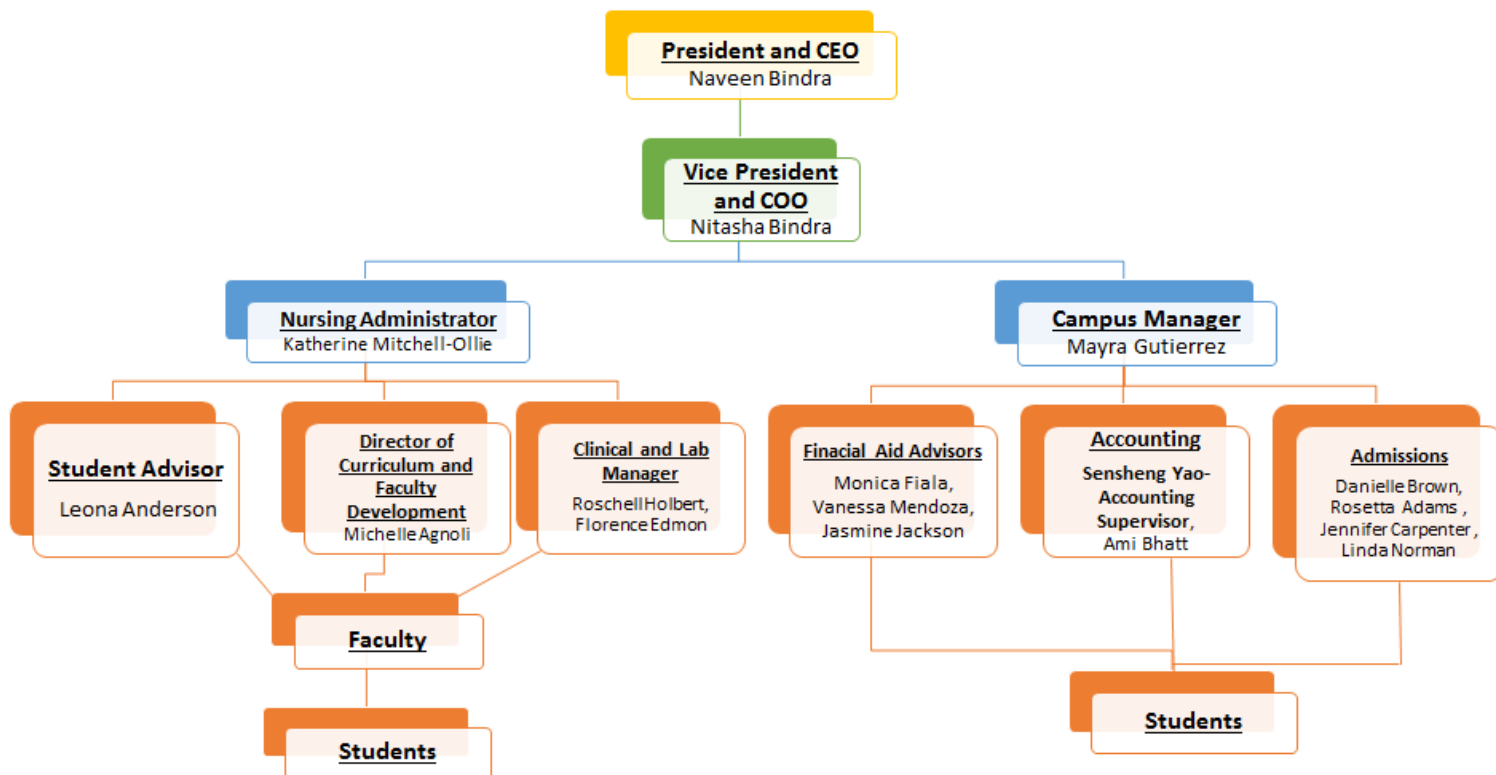 President and CEO
Naveen Bindra
Vice President
and COO
Nitasha Bindra
Nursing Administrator
Katherine Mitchell-Ollie
Campus Manager
Mayra Gutierrez
Student Advisor
Leona Anderson
Director of
Curriculum and
Faculty
Development
Michelle Agnoli
Clinical and Lab
Manager
Roschell Holbert,
Florence Edmon
Finacial Aid Advisors
Monica Fiala,
Vanessa Mendoza,
Jasmine Jackson
Accounting
Sensheng Yao-
Accounting
Supervisor,
Ami Bhatt
Admissions
Danielle Brown,
Rosetta Adams ,
Jennifer Carpenter ,
Linda Norman
Faculty
Students
Students